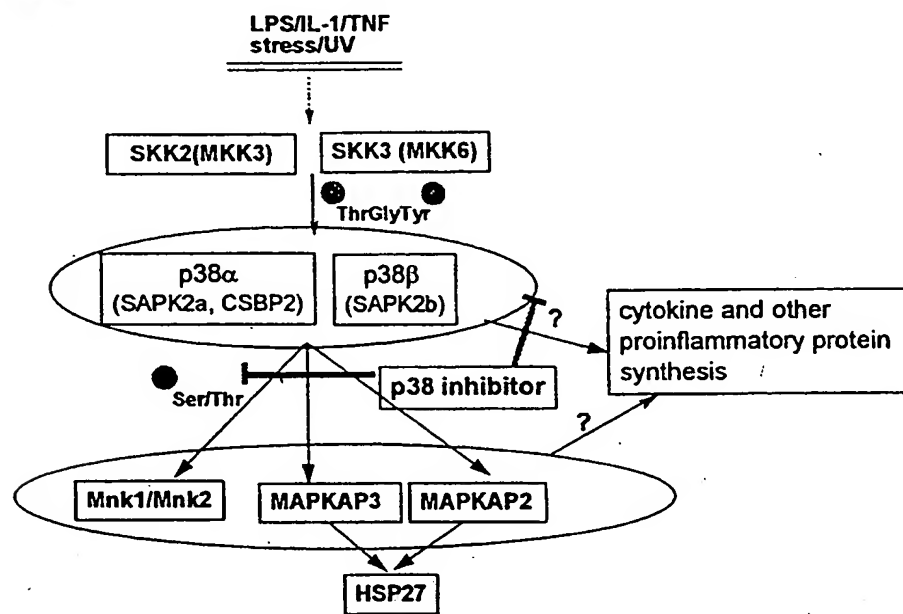 LPS/IL-1/TNF
stress/UV
SKK2(MKK3)
SKK3 (MKK6)
ThrGlyTyr
p38α
(SAPK2a, CSBP2)
p38β
(SAPK2b)
?
cytokine and other
proinflammatory protein
synthesis
p38 inhibitor
Ser/Thr
?
Mnk1/Mnk2
MAPKAP3
MAPKAP2
HSP27